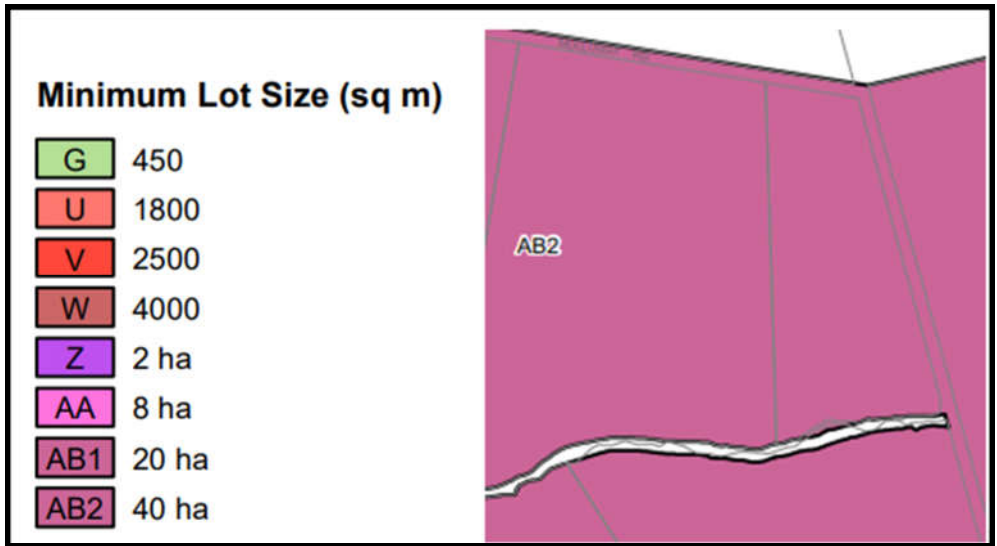 Minimum Lot Size (sq m)
G 450
U 1800
V 2500
W 4000
Z 2 ha
AA 8 ha
AB1 20 ha
AB2 40 ha
AB2